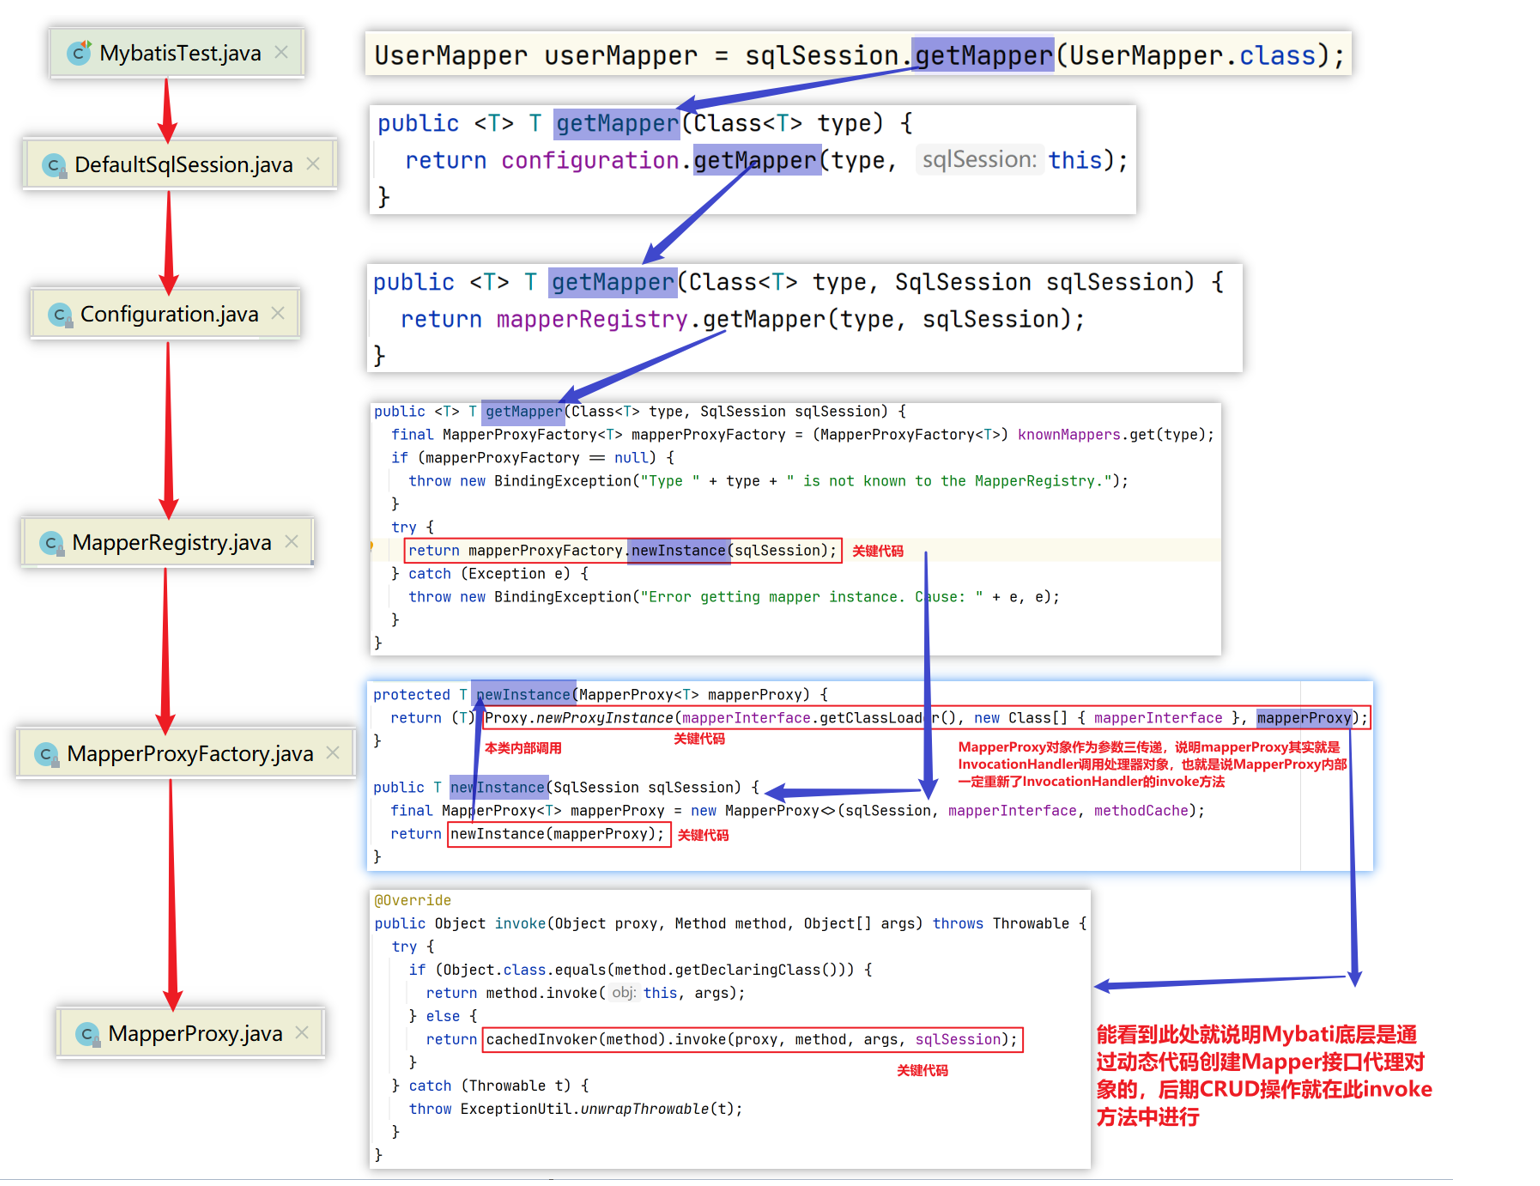 MybatisTest.java
UserMapper userMapper = sqlSession.getMapper(UserMapper.class);
DefaultSqlSession.java
public <T> T getMapper(Class<T> type) {
return configuration.getMapper(type, sqlSession: this);
}
Configuration.java
public <T> T getMapper(Class<T> type, SqlSession sqlSession) {
return mapperRegistry.getMapper(type, sqlSession);
}
MapperRegistry.java
public <T> T getMapper(Class<T> type, SqlSession sqlSession) {
final MapperProxyFactory<T> mapperProxyFactory = (MapperProxyFactory<T>) knownMappers.get(type);
if (mapperProxyFactory == null) {
throw new BindingException("Type " + type + " is not known to the MapperRegistry.");
}
try {
return mapperProxyFactory.newInstance(sqlSession); 关键代码
} catch (Exception e) {
throw new BindingException("Error getting mapper instance. Cause: " + e, e);
}
}
MapperProxyFactory.java
protected T newInstance(MapperProxy<T> mapperProxy) {
return (T) Proxy.newProxyInstance(mapperInterface.getClassLoader(), new Class[] { mapperInterface }, mapperProxy);
}
本类内部调用
关键代码
MapperProxy对象作为参数三传递，说明mapperProxy其实就是
InvocationHandler调用处理器对象，也就是说MapperProxy内部
一定重新了InvocationHandler的invoke方法
public T newInstance(SqlSession sqlSession) {
final MapperProxy<T> mapperProxy = new MapperProxy<>(sqlSession, mapperInterface, methodCache);
return newInstance(mapperProxy); 关键代码
}
MapperProxy.java
@Override
public Object invoke(Object proxy, Method method, Object[] args) throws Throwable {
try {
if (Object.class.equals(method.getDeclaringClass())) {
return method.invoke( obj: this, args);
} else {
return cachedInvoker(method).invoke(proxy, method, args, sqlSession);
}
关键代码
} catch (Throwable t) {
throw ExceptionUtil.unwrapThrowable(t);
}
}
能看到此处就说明Mybati底层是通
过动态代码创建Mapper接口代理对
象的，后期CRUD操作就在此invoke
方法中进行